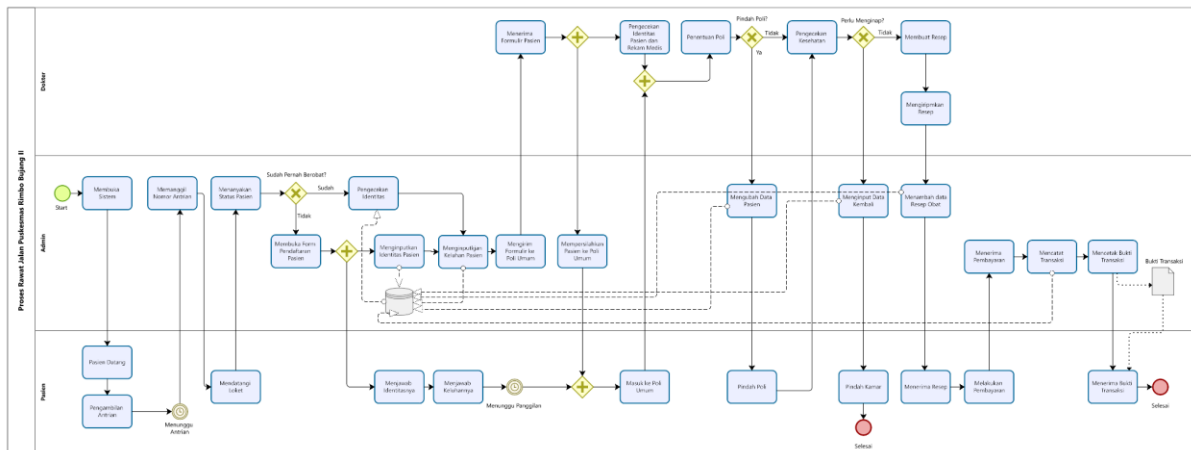 Proses Rawat Jalan Puskesmas Rimbo Bujang II
Dokter
Menerima
Formulir Pasien
Pengecekan
Identitas
Pasien dan
Rekam Medis
Penentuan Poli
Pindah Poli?
Tidak
Ya
Pengecekan
Kesehatan
Perlu Menginap?
Tidak
Membuat Resep
Mengirimkan
Resep
Admin
Start
Membuka
Sistem
Memanggil
Nomor Antrian
Menanyakan
Status Pasien
Sudah Pernah Berobat?
Sudah
Tidak
Pengecekan
Identitas
Membuka Form
Pendaftaran
Pasien
Menginputkan
Identitas Pasien
Menginputkan
Keluhan Pasien
Mengirim
Formulir ke
Poli Umum
Mempersilahkan
Pasien ke Poli
Umum
Mengubah Data
Pasien
Menginput Data
Kembali
Menambah data
Resep Obat
Menerima
Pembayaran
Mencatat
Transaksi
Mencetak Bukti
Transaksi
Bukti Transaksi
Pasien
Pasien Datang
Pengambilan
Antrian
Menunggu
Antrian
Mendatangi
Loket
Menjawab
Identitasnya
Menjawab
Keluhannya
Menunggu Panggilan
Masuk ke Poli
Umum
Pindah Poli
Pindah Kamar
Selesai
Menerima Resep
Melakukan
Pembayaran
Menerima Bukti
Transaksi
Selesai